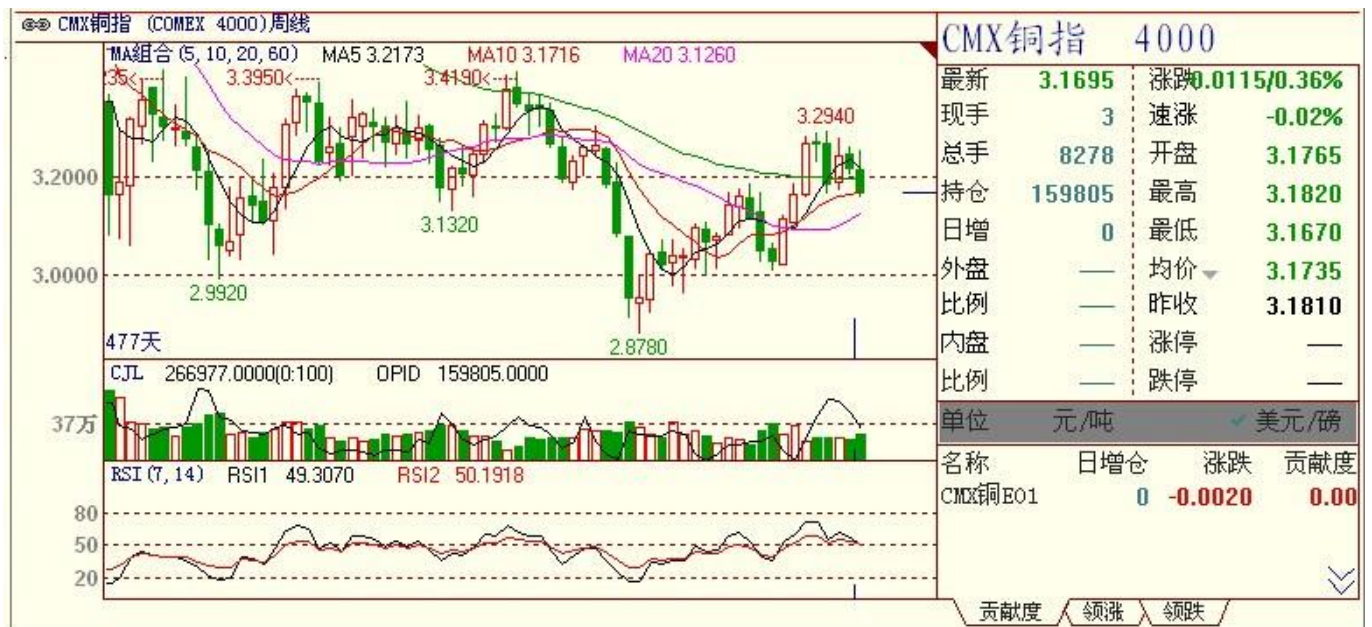 CMX铜指 (COMEX 4000)周线
MA组合(5,10,20,60) MA5 3.2173 MA10 3.1716 MA20 3.1260
35<
3.3950<
3.4190<
3.2940
3.2000
3.1320
3.0000
2.9920
2.8780
477天
CJL 266977.0000(0:100) OPID 159805.0000
37万
RSI(7,14) RSI1 49.3070 RSI2 50.1918
80
50
20
CMX铜指 4000
最新 3.1695 涨跌0.0115/0.36%
现手 3 速涨 -0.02%
总手 8278 开盘 3.1765
持仓 159805 最高 3.1820
日增 0 最低 3.1670
外盘 — 均价 3.1735
比例 — 昨收 3.1810
内盘 — 涨停 —
比例 — 跌停 —
单位 元/吨 ✓ 美元/磅
名称 日增仓 涨跌 贡献度
CMX铜E01 0 -0.0020 0.00
贡献度 领涨 领跌